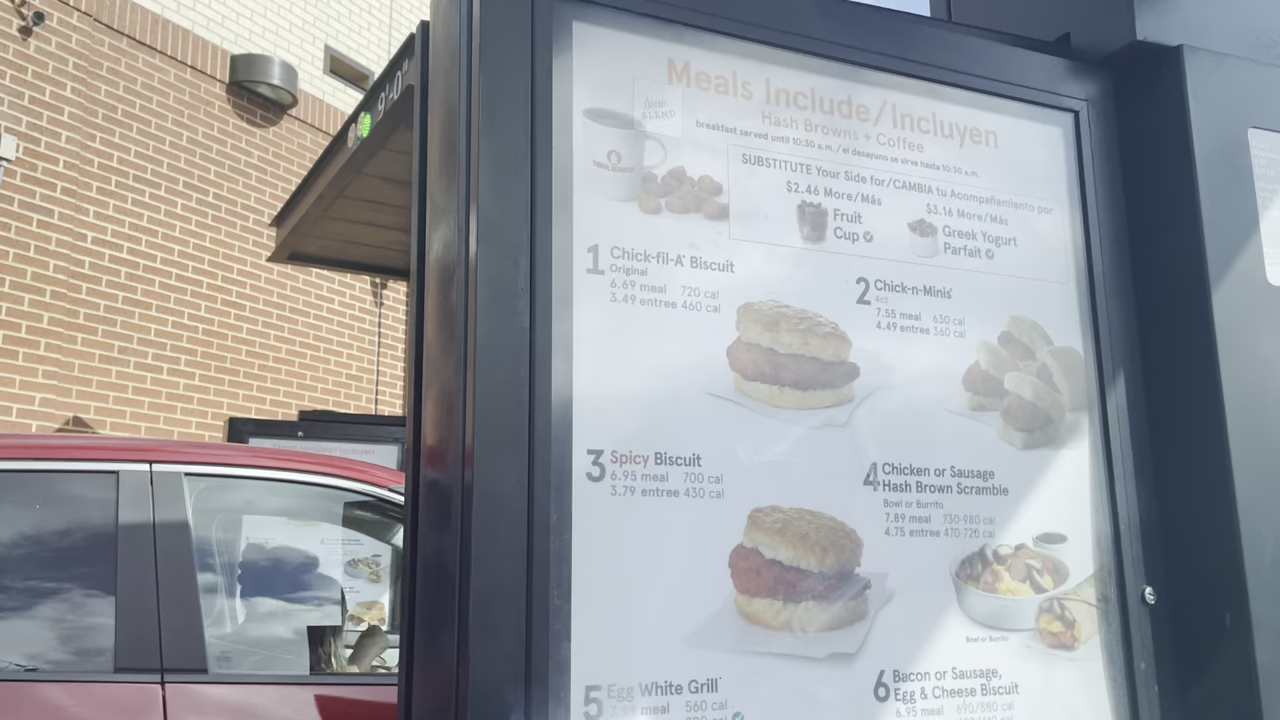 9'-0"
New
BLEND
Meals Include/Incluyen
Hash Browns + Coffee
breakfast served until 10:30 a.m. / el desayuno se sirve hasta 10:30 a.m.
SUBSTITUTE Your Side for/CAMBIA tu Acompañamiento por
$2.46 More/Más
Fruit
Cup
$3.16 More/Más
Greek Yogurt
Parfait
1 Chick-fil-A® Biscuit
Original
6.69 meal 720 cal
3.49 entree 460 cal
2 Chick-n-Minis®
4ct
7.55 meal 630 cal
4.49 entree 360 cal
3 Spicy Biscuit
6.95 meal 700 cal
3.79 entree 430 cal
4 Chicken or Sausage
Hash Brown Scramble
Bowl or Burrito
7.89 meal 730-980 cal
4.75 entree 470-720 cal
Bowl or Burrito
5 Egg White Grill
meal 560 cal
6 Bacon or Sausage,
Egg & Cheese Biscuit
6.95 meal 690/880 cal